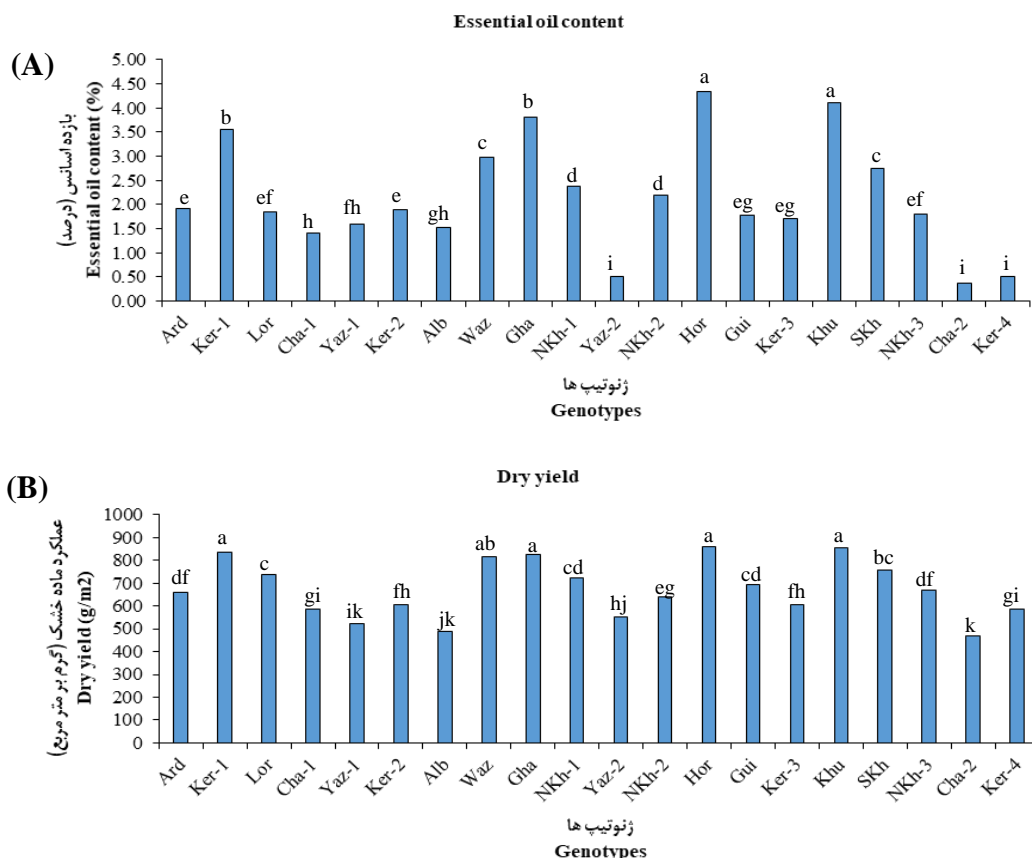 Essential oil content
(A)
بازده اسانس (درصد)
Essential oil content (%)
5.00
4.50
4.00
3.50
3.00
2.50
2.00
1.50
1.00
0.50
0.00
e b ef h fh e gh c b d i d a eg eg a c ef i i
Ard Ker-1 Lor Cha-1 Yaz-1 Ker-2 Alb Waz Gha NKh-1 Yaz-2 NKh-2 Hor Gui Ker-3 Khu SKh NKh-3 Cha-2 Ker-4
ژنوتیپ ها
Genotypes
Dry yield
(B)
عملکرد ماده خشک (گرم بر متر مربع)
Dry yield (g/m2)
1000
900
800
700
600
500
400
300
200
100
0
df a c gi ik fh jk ab a cd hj eg a cd fh a bc df k gi
Ard Ker-1 Lor Cha-1 Yaz-1 Ker-2 Alb Waz Gha NKh-1 Yaz-2 NKh-2 Hor Gui Ker-3 Khu SKh NKh-3 Cha-2 Ker-4
ژنوتیپ ها
Genotypes